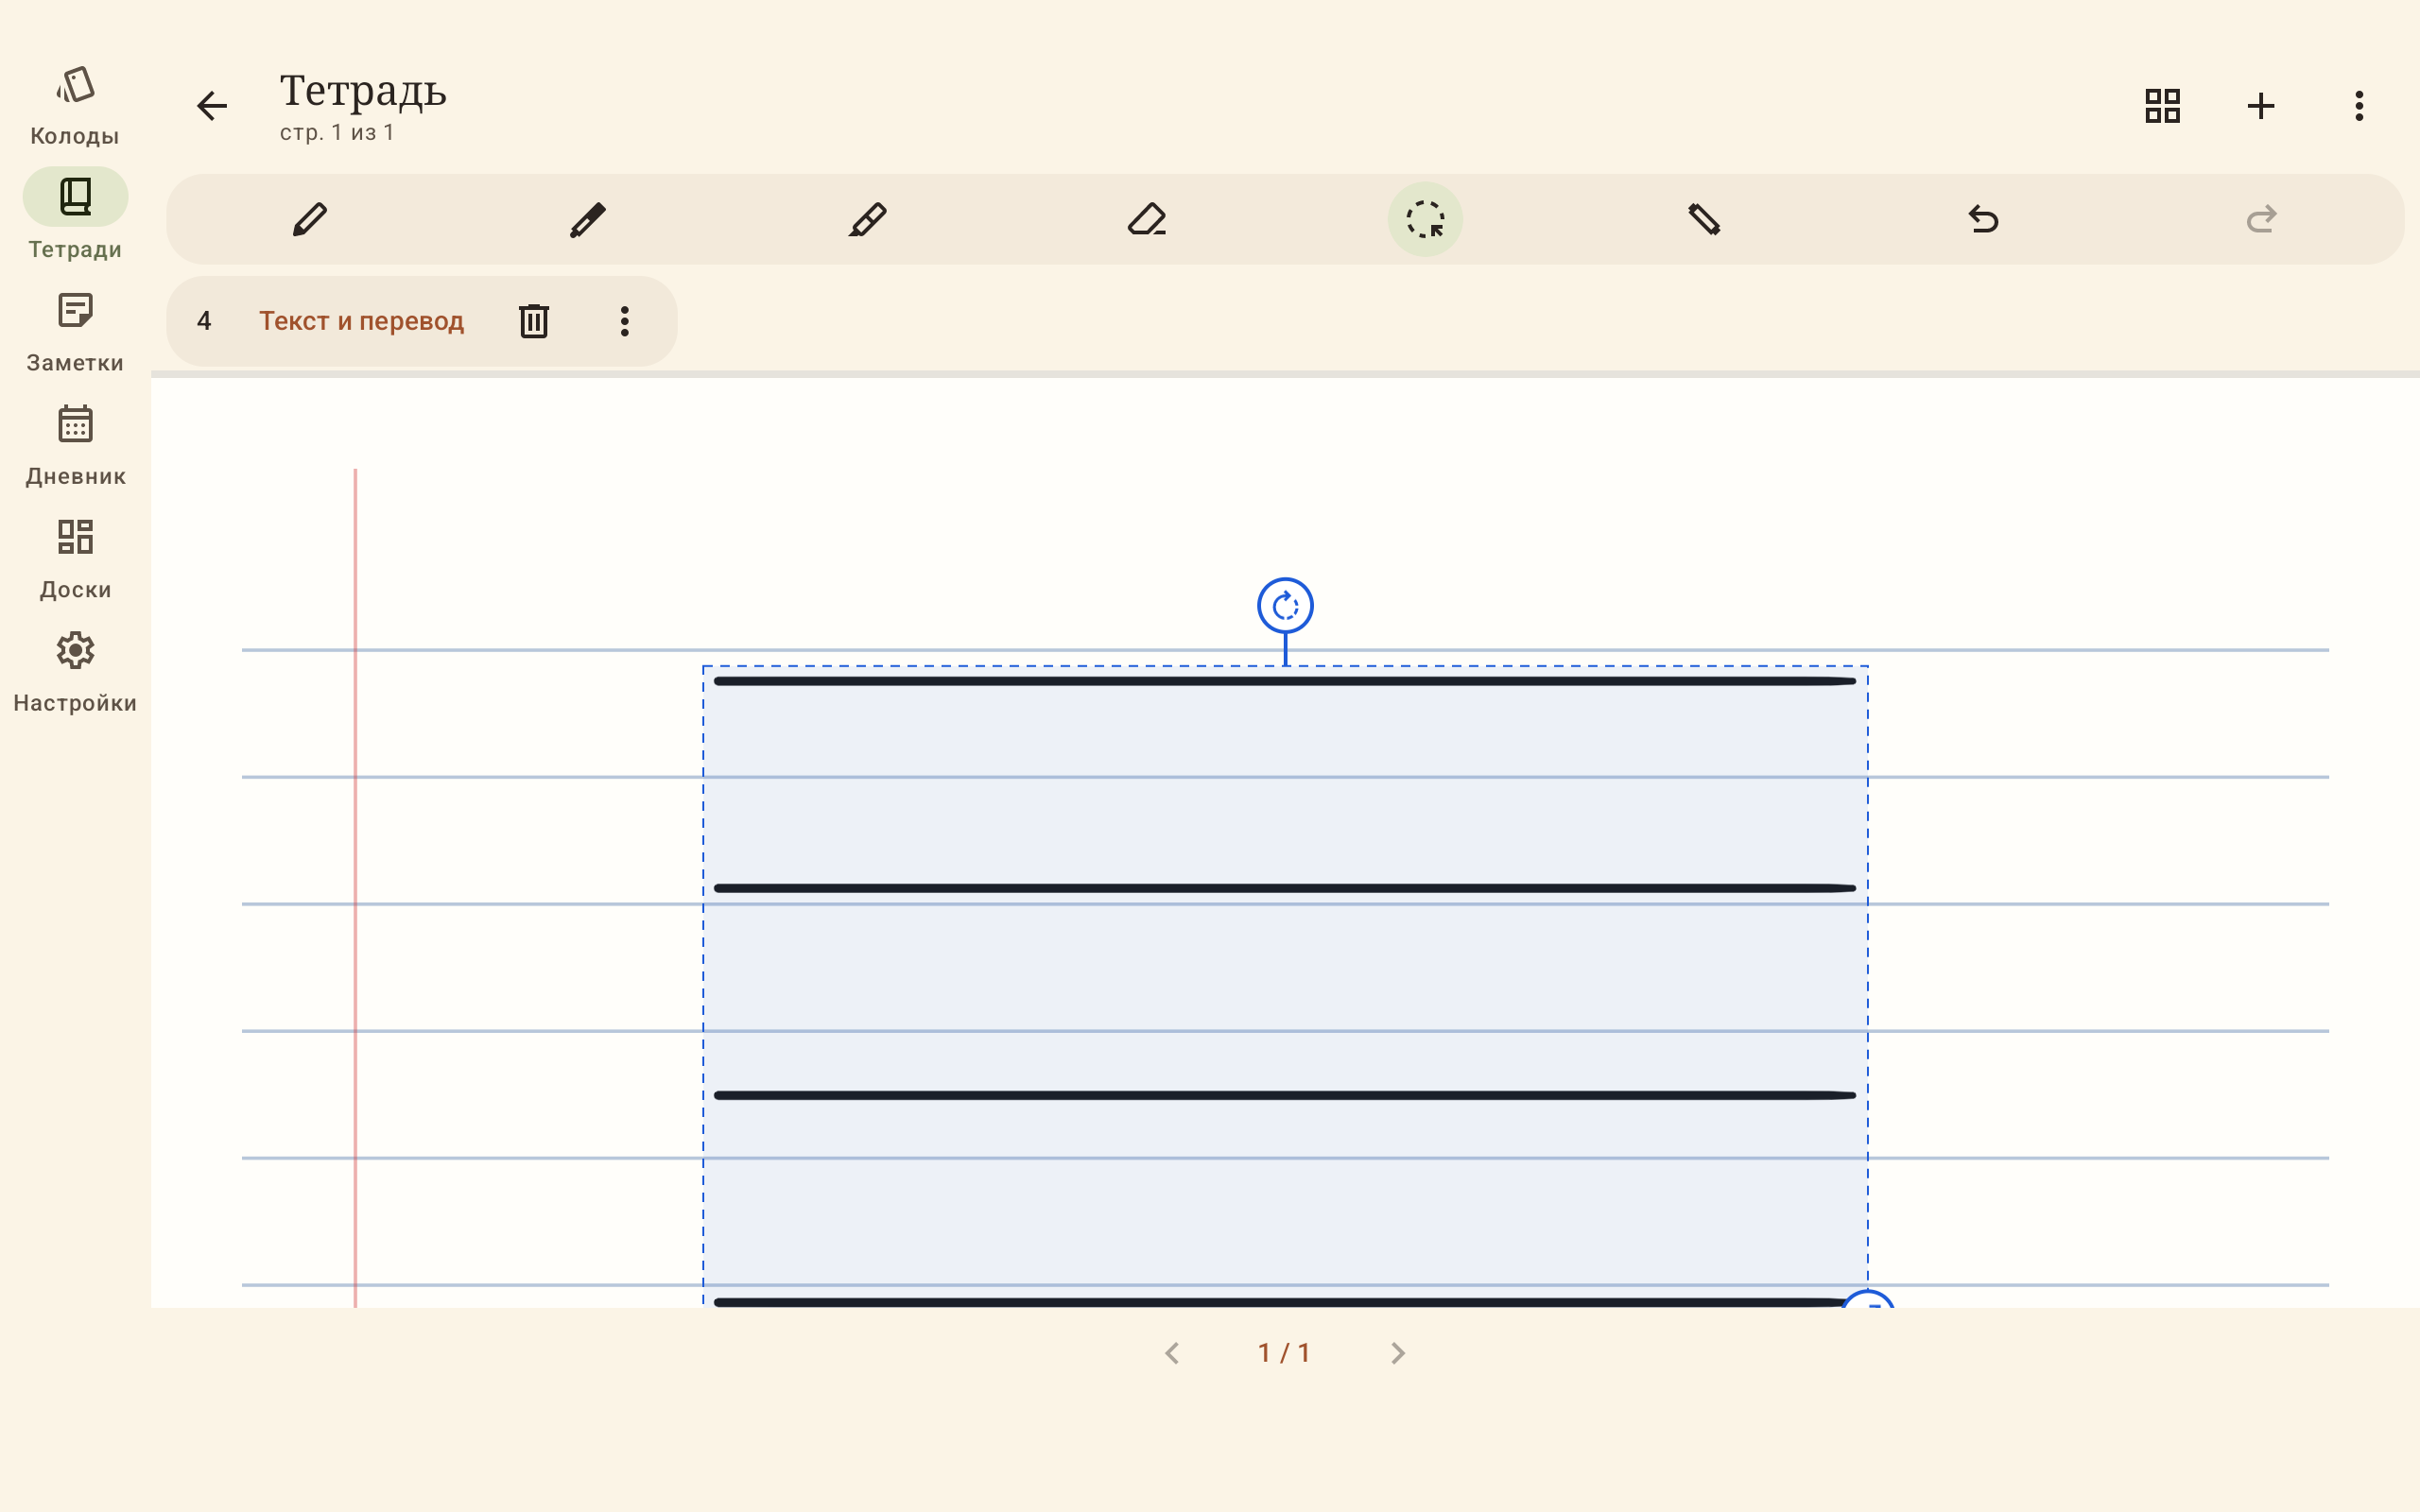 Тетрадь
стр. 1 из 1
Колоды
Тетради
Заметки
Дневник
Доски
Настройки
4 Текст и перевод
1 / 1